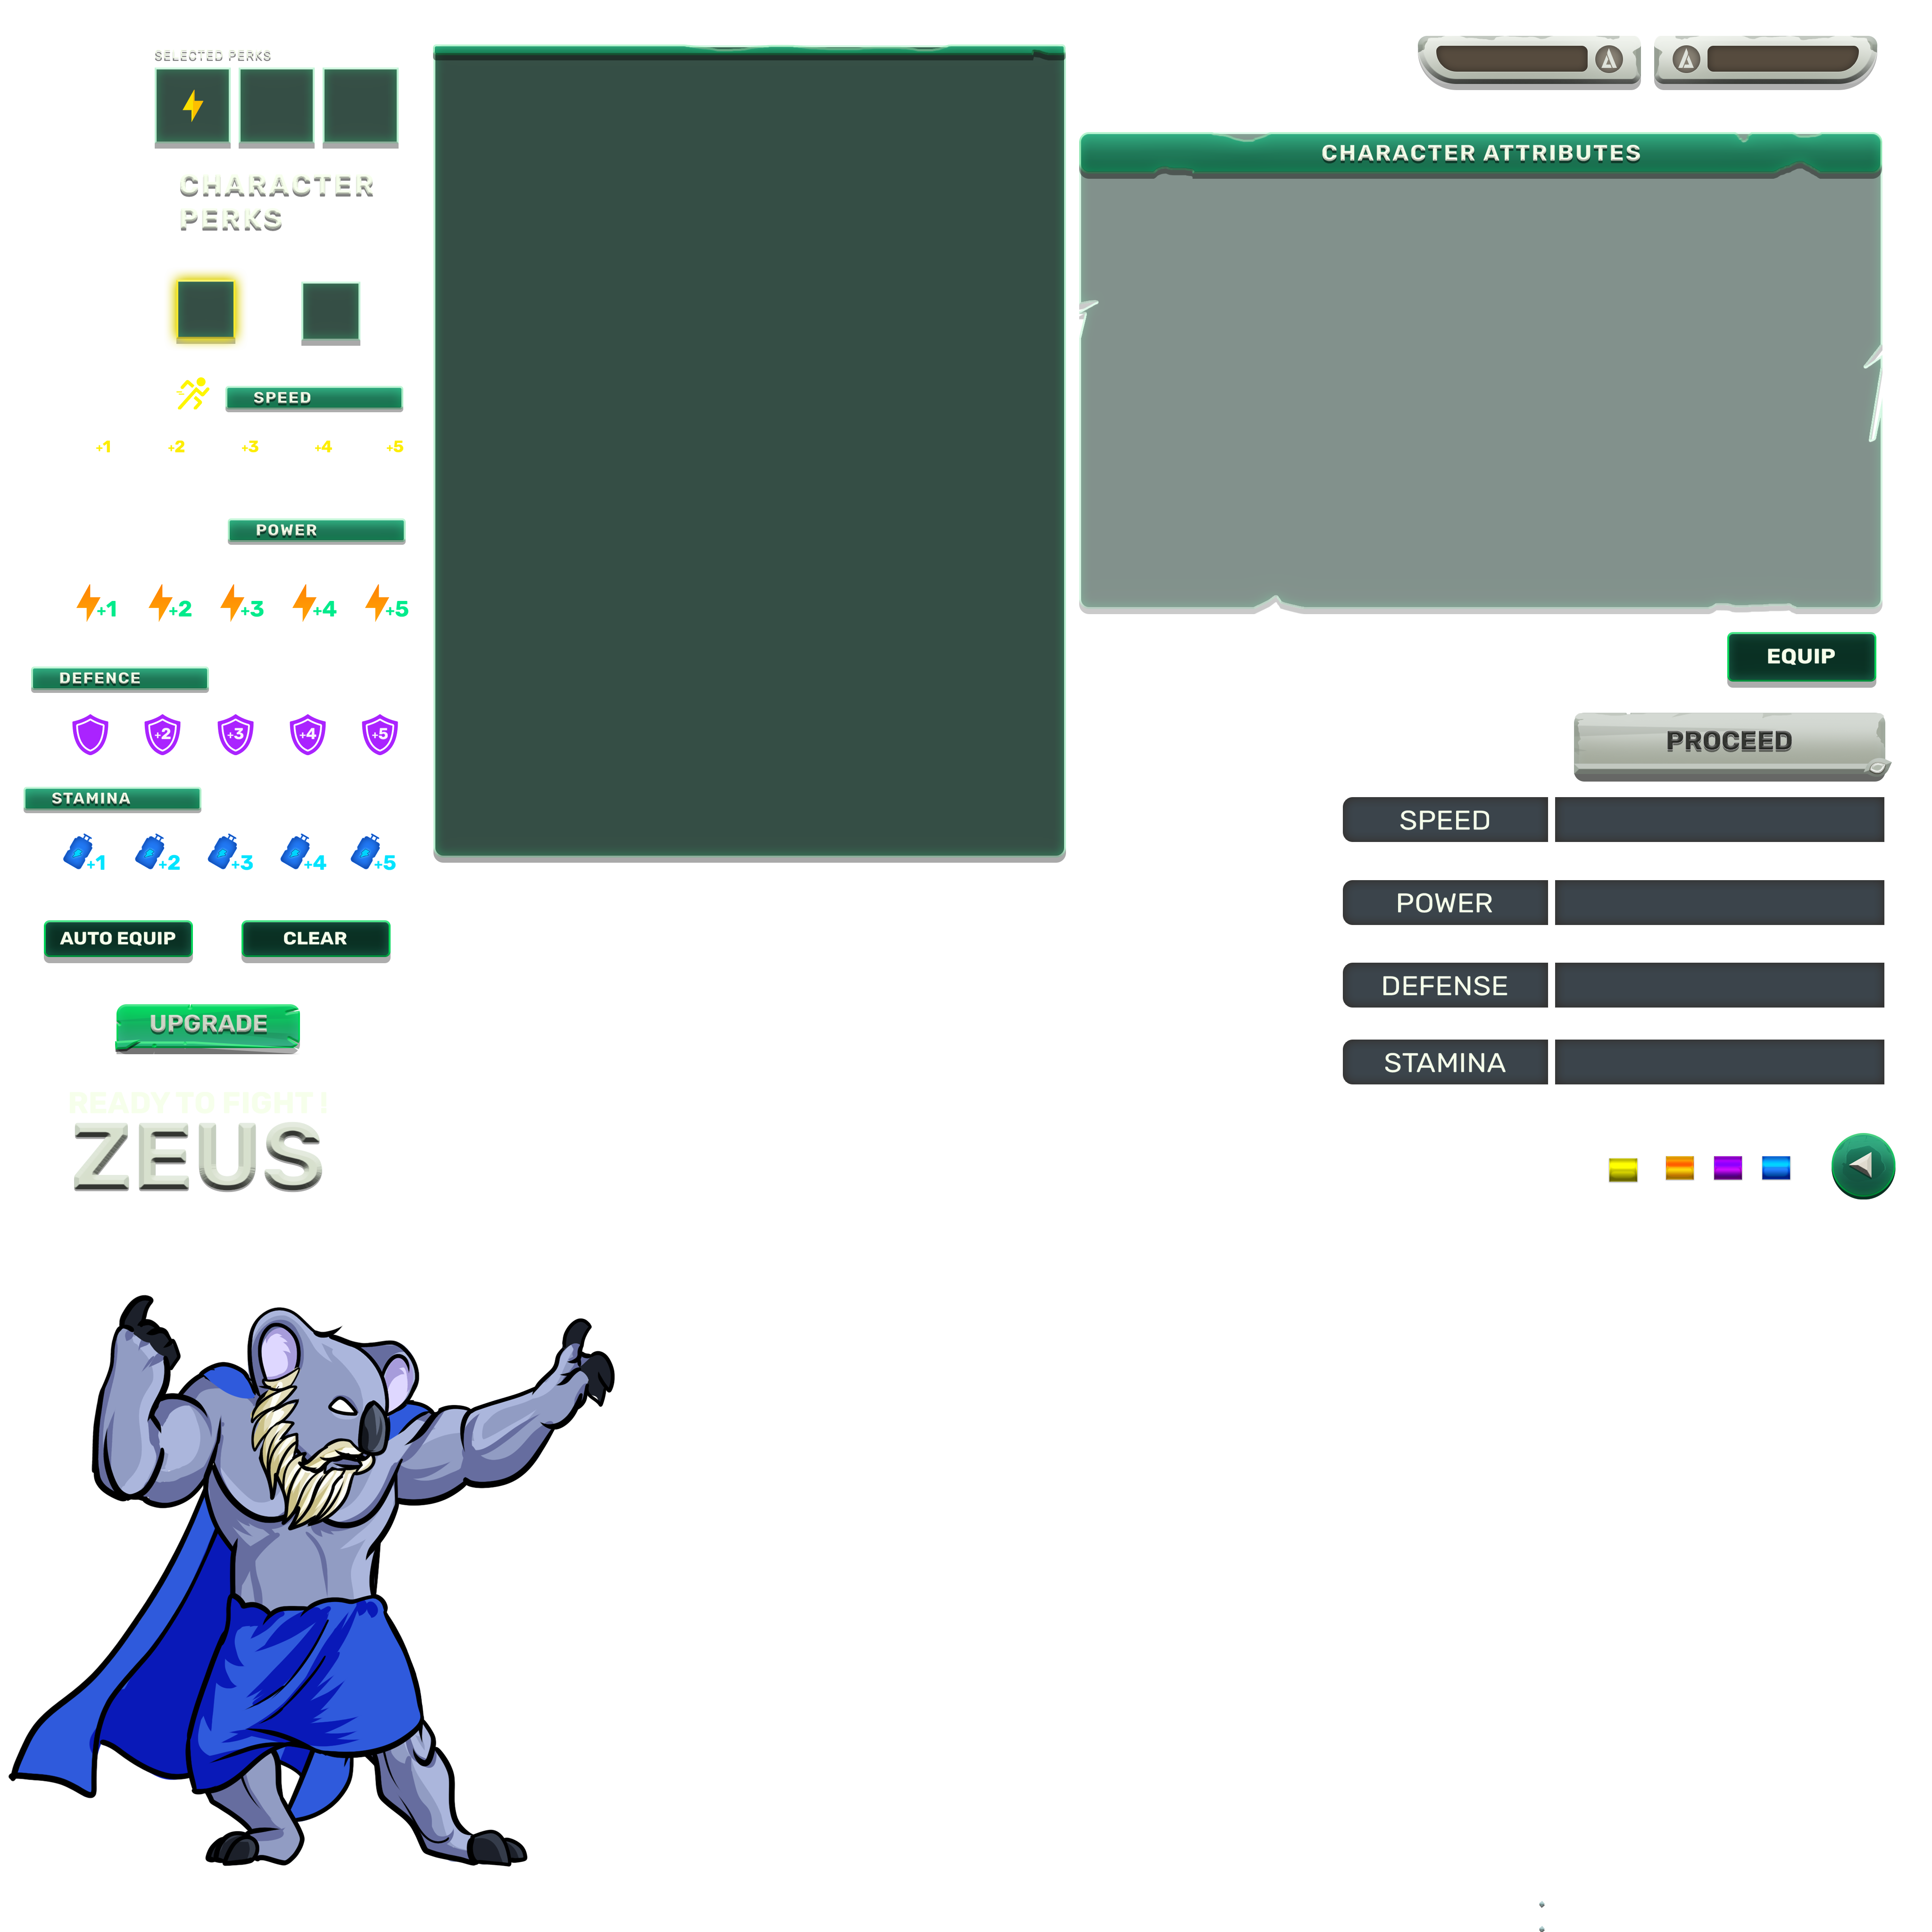 SELECTED PERKS
CHARACTER
PERKS
SPEED
+1 +2 +3 +4 +5
POWER
+1 +2 +3 +4 +5
DEFENCE
+2 +3 +4 +5
STAMINA
+1 +2 +3 +4 +5
AUTO EQUIP CLEAR
UPGRADE
READY TO FIGHT !
ZEUS
CHARACTER ATTRIBUTES
EQUIP
PROCEED
SPEED
POWER
DEFENSE
STAMINA